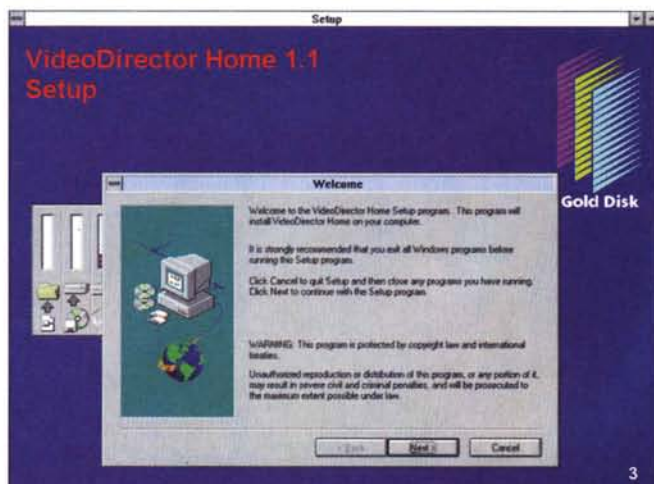 Setup
VideoDirector Home 1.1
Setup
Gold Disk
Welcome
Welcome to the VideoDirector Home Setup program. This program will
install VideoDirector Home on your computer.
It is strongly recommended that you exit all Windows programs before
running this Setup program.
Click Cancel to quit Setup and then close any programs you have running.
Click Next to continue with the Setup program.
WARNING: This program is protected by copyright law and international
treaties.
Unauthorized reproduction or distribution of this program, or any portion of it,
may result in severe civil and criminal penalties, and will be prosecuted to
the maximum extent possible under law.
< Back
Next >
Cancel
3